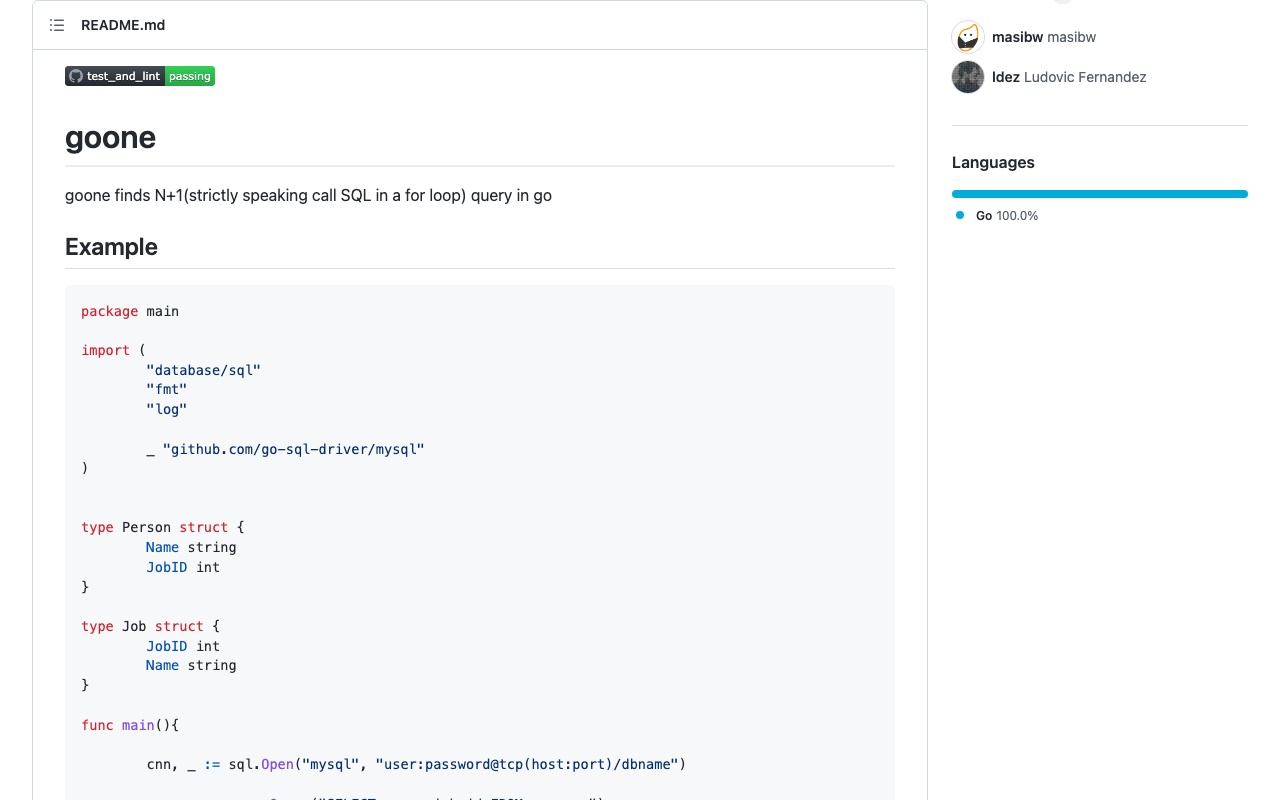 README.md
test_and_lint passing
goone
goone finds N+1(strictly speaking call SQL in a for loop) query in go
Example
package main
import (
"database/sql"
"fmt"
"log"
_ "github.com/go-sql-driver/mysql"
)
type Person struct {
Name string
JobID int
}
type Job struct {
JobID int
Name string
}
func main(){
cnn, _ := sql.Open("mysql", "user:password@tcp(host:port)/dbname")
masibw masibw
ldez Ludovic Fernandez
Languages
Go 100.0%